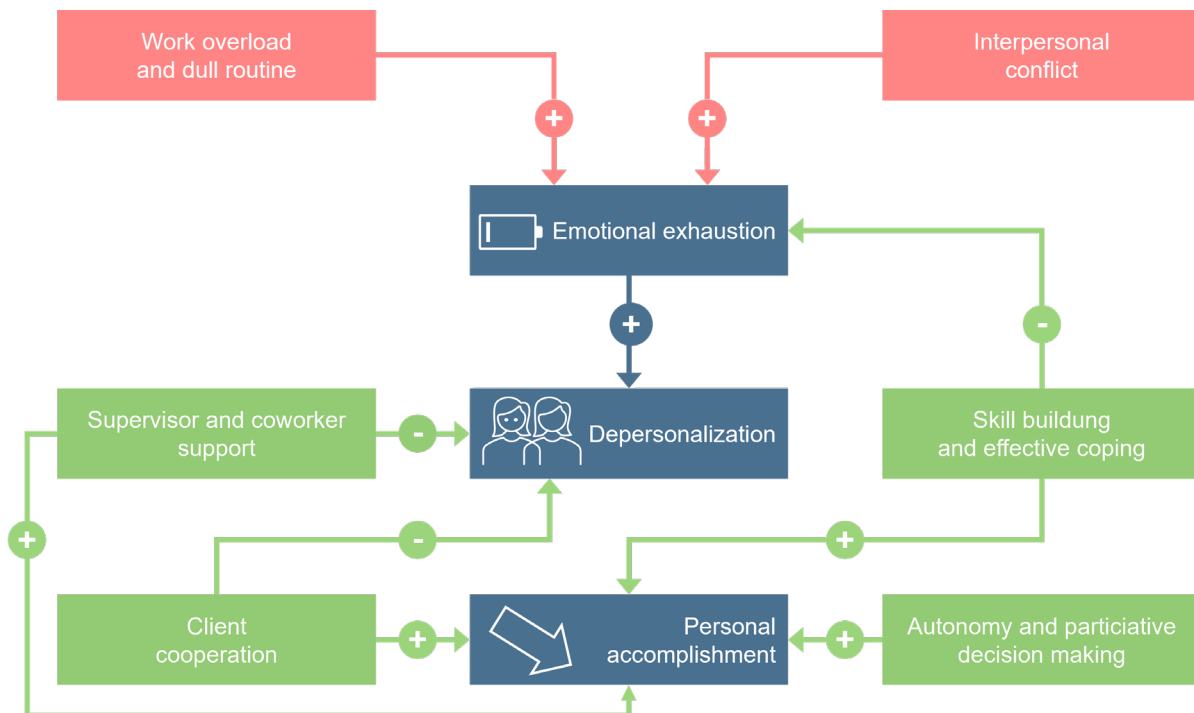 Work overload
and dull routine
Interpersonal
conflict
+
+
Emotional exhaustion
+
-
Supervisor and coworker
support
-
Depersonalization
Skill buildung
and effective coping
+
-
+
Client
cooperation
+
Personal
accomplishment
+
Autonomy and particiative
decision making